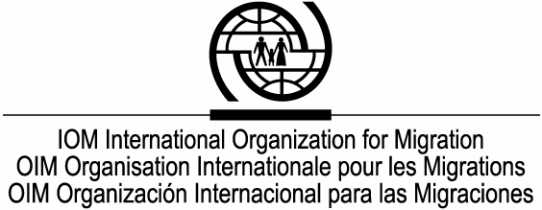 IOM International Organization for Migration
OIM Organisation Internationale pour les Migrations
OIM Organización Internacional para las Migraciones